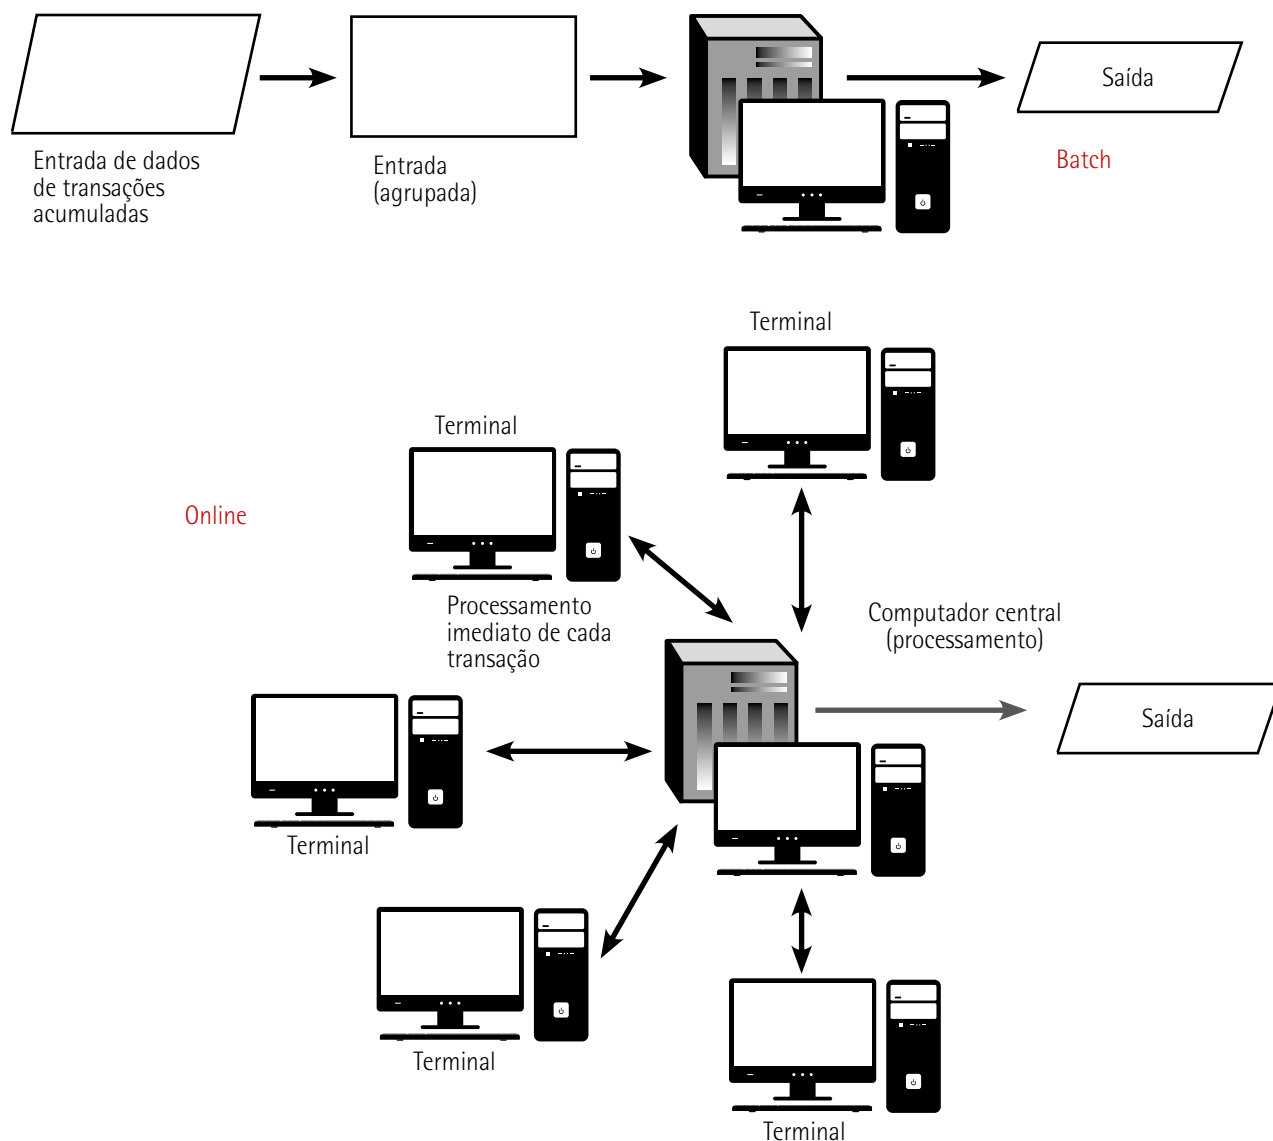 Saída
Entrada de dados
de transações
acumuladas
Entrada
(agrupada)
Batch
Terminal
Terminal
Online
Processamento
imediato de cada
transação
Computador central
(processamento)
Saída
Terminal
Terminal
Terminal